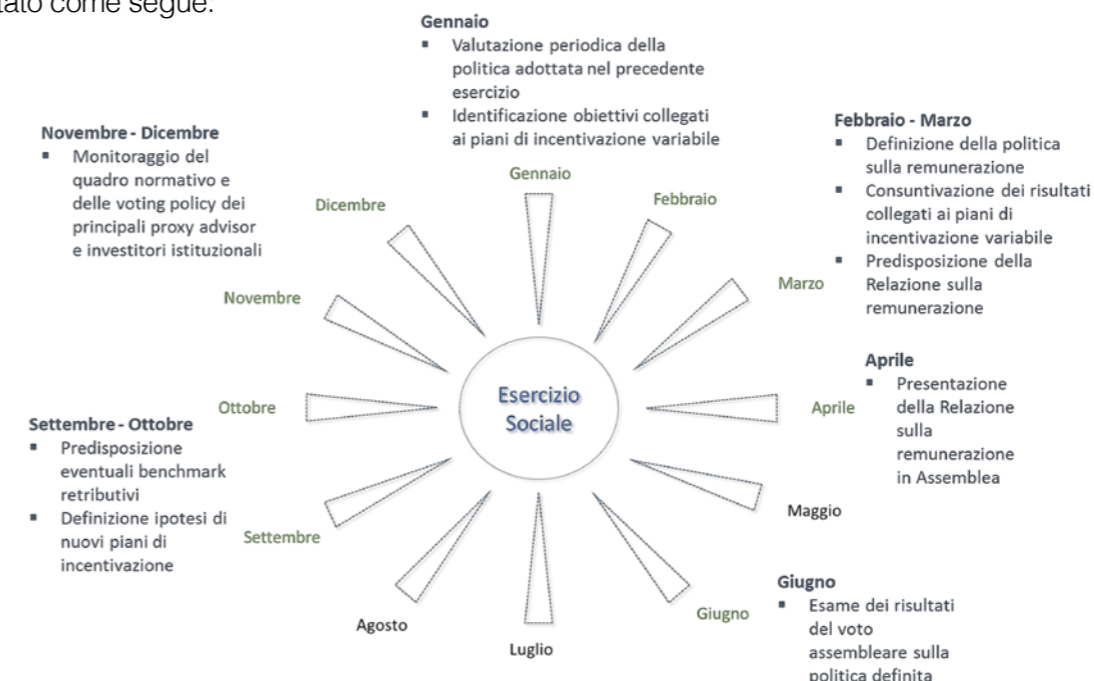 tato come segue:
Gennaio
▪ Valutazione periodica della
politica adottata nel precedente
esercizio
▪ Identificazione obiettivi collegati
ai piani di incentivazione variabile
Novembre - Dicembre
▪ Monitoraggio del
quadro normativo e
delle voting policy dei
principali proxy advisor
e investitori istituzionali
Febbraio - Marzo
▪ Definizione della politica
sulla remunerazione
▪ Consuntivazione dei risultati
collegati ai piani di
incentivazione variabile
▪ Predisposizione della
Relazione sulla
remunerazione
Gennaio
Febbraio
Marzo
Dicembre
Novembre
Ottobre
Esercizio
Sociale
Aprile
Aprile
▪ Presentazione
della Relazione
sulla
remunerazione
in Assemblea
Settembre - Ottobre
▪ Predisposizione
eventuali benchmark
retributivi
▪ Definizione ipotesi di
nuovi piani di
incentivazione
Settembre
Agosto
Luglio
Giugno
Maggio
Giugno
▪ Esame dei risultati
del voto
assembleare sulla
politica definita